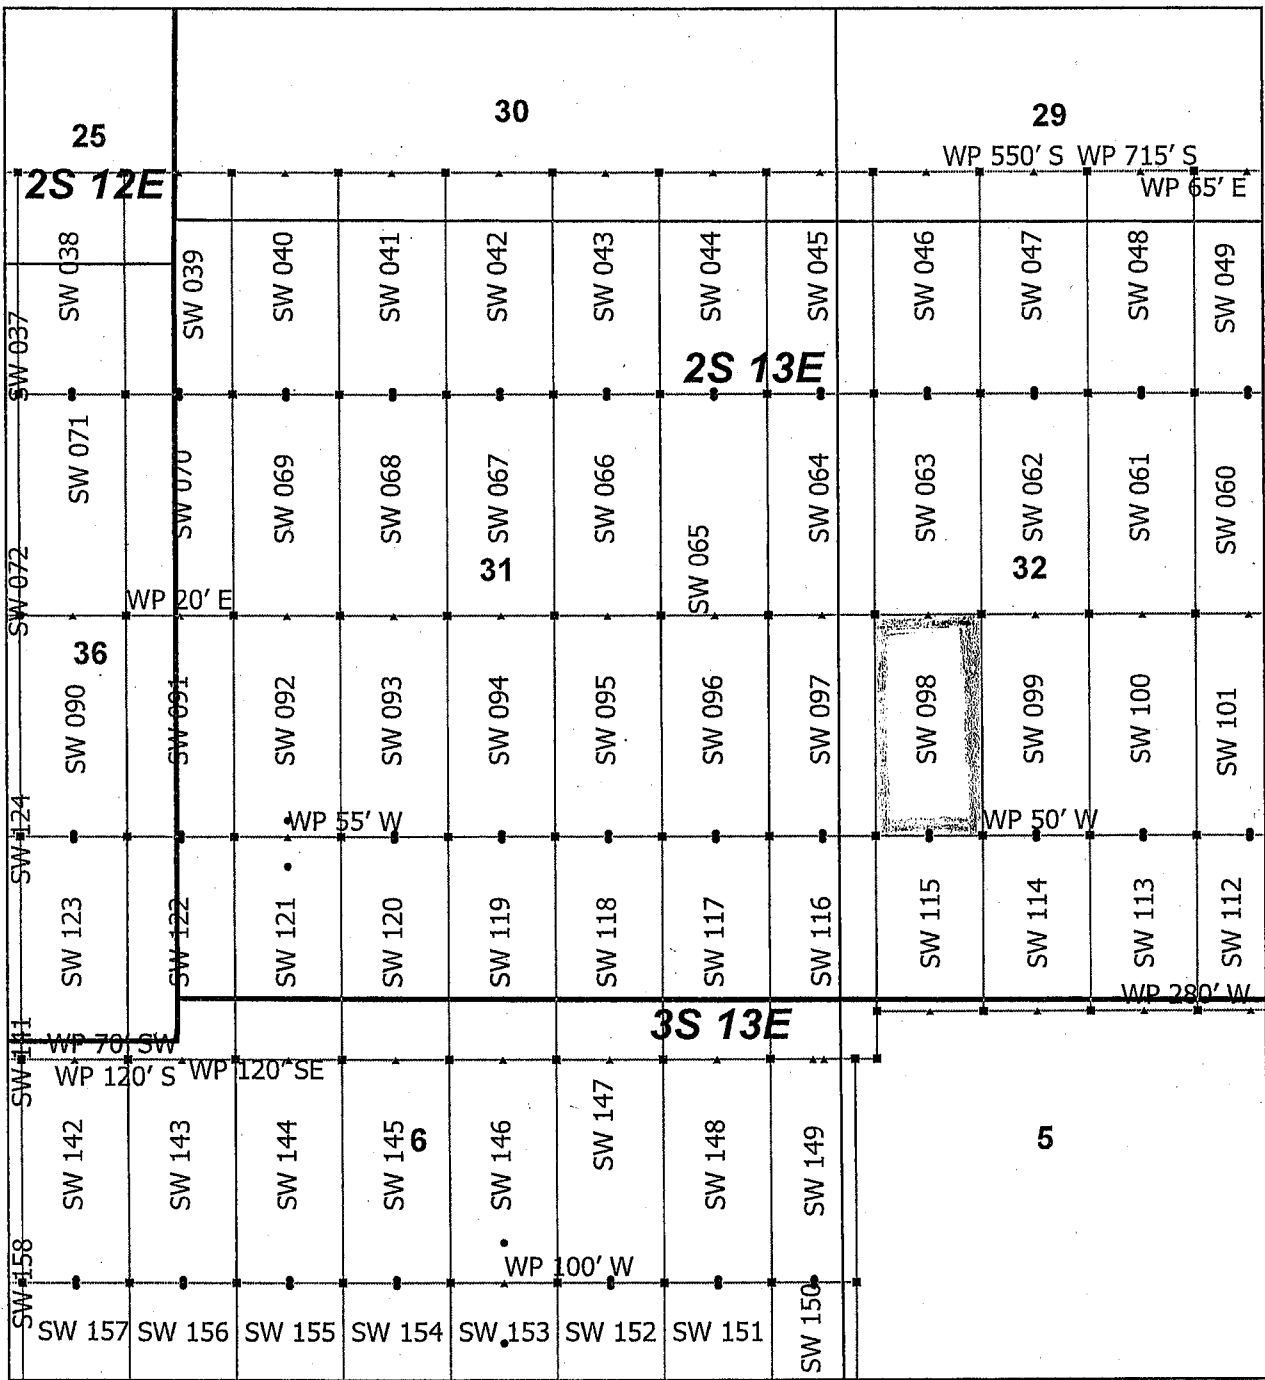 30
29
25
WP 550' S WP 715' S
2S 12E
WP 65' E
SW 037
SW 038
SW 039
SW 040
SW 041
SW 042
SW 043
SW 044
SW 045
SW 046
SW 047
SW 048
SW 049
2S 13E
SW 072
SW 071
SW 070
SW 069
SW 068
SW 067
SW 066
SW 065
SW 064
SW 063
SW 062
SW 061
SW 060
31
32
WP 20' E
36
SW 090
SW 091
SW 092
SW 093
SW 094
SW 095
SW 096
SW 097
SW 098
SW 099
SW 100
SW 101
WP 55' W
WP 50' W
SW 124
SW 123
SW 122
SW 121
SW 120
SW 119
SW 118
SW 117
SW 116
SW 115
SW 114
SW 113
SW 112
WP 280' W
3S 13E
WP 70' SW
WP 120' S
WP 120' SE
SW 141
SW 142
SW 143
SW 144
SW 145
6
SW 146
SW 147
SW 148
SW 149
5
WP 100' W
SW 158
SW 157
SW 156
SW 155
SW 154
SW 153
SW 152
SW 151
SW 150